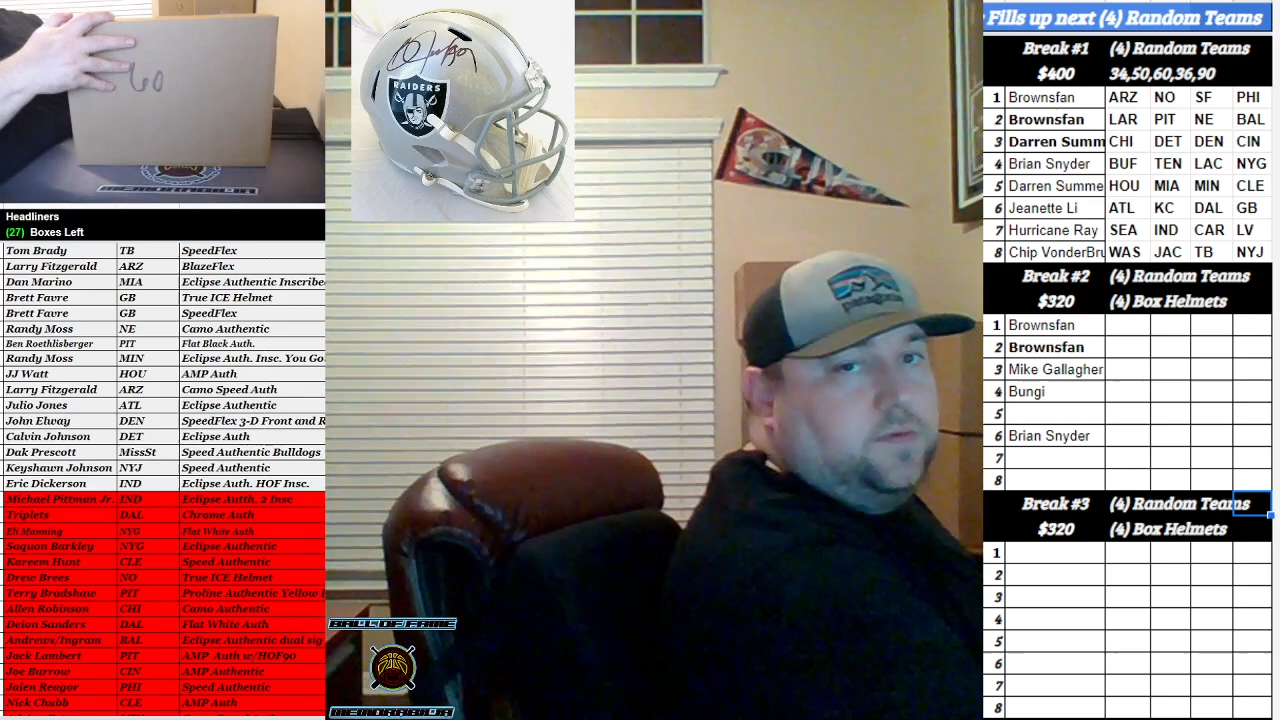 60
Headliners
(27) Boxes Left
Tom Brady TB SpeedFlex
Larry Fitzgerald ARZ BlazeFlex
Dan Marino MIA Eclipse Authentic Inscribe
Brett Favre GB True ICE Helmet
Brett Favre GB SpeedFlex
Randy Moss NE Camo Authentic
Ben Roethlisberger PIT Flat Black Auth.
Randy Moss MIN Eclipse Auth. Insc. You Go
JJ Watt HOU AMP Auth
Larry Fitzgerald ARZ Camo Speed Auth
Julio Jones ATL Eclipse Authentic
John Elway DEN SpeedFlex 3-D Front and R
Calvin Johnson DET Eclipse Auth
Dak Prescott MissSt Speed Authentic Bulldogs
Keyshawn Johnson NYJ Speed Authentic
Eric Dickerson IND Eclipse Auth. HOF Insc.
Michael Pittman Jr. IND Eclipse Autth. 2 Insc
Triplets DAL Chrome Auth
Eli Manning NYG Flat White Auth
Saquon Barkley NYG Eclipse Authentic
Kareem Hunt CLE Speed Authentic
Drew Brees NO True ICE Helmet
Terry Bradshaw PIT Proline Authentic Yellow
Allen Robinson CHI Camo Authentic
Deion Sanders DAL Flat White Auth
Andrews/Ingram BAL Eclipse Authentic dual sig
Jack Lambert PIT AMP Auth w/HOF90
Joe Burrow CIN AMP Authentic
Jalen Reagor PHI Speed Authentic
Nick Chubb CLE AMP Auth
RAIDERS
BALL OF FAME
MEMORABILIA
Fills up next (4) Random Teams
Break #1 (4) Random Teams
$400 34,50,60,36,90
1 Brownsfan ARZ NO SF PHI
2 Brownsfan LAR PIT NE BAL
3 Darren Summ CHI DET DEN CIN
4 Brian Snyder BUF TEN LAC NYG
5 Darren Summe HOU MIA MIN CLE
6 Jeanette Li ATL KC DAL GB
7 Hurricane Ray SEA IND CAR LV
8 Chip VonderBru WAS JAC TB NYJ
Break #2 (4) Random Teams
$320 (4) Box Helmets
1 Brownsfan
2 Brownsfan
3 Mike Gallagher
4 Bungi
5
6 Brian Snyder
7
8
Break #3 (4) Random Teams
$320 (4) Box Helmets
1
2
3
4
5
6
7
8